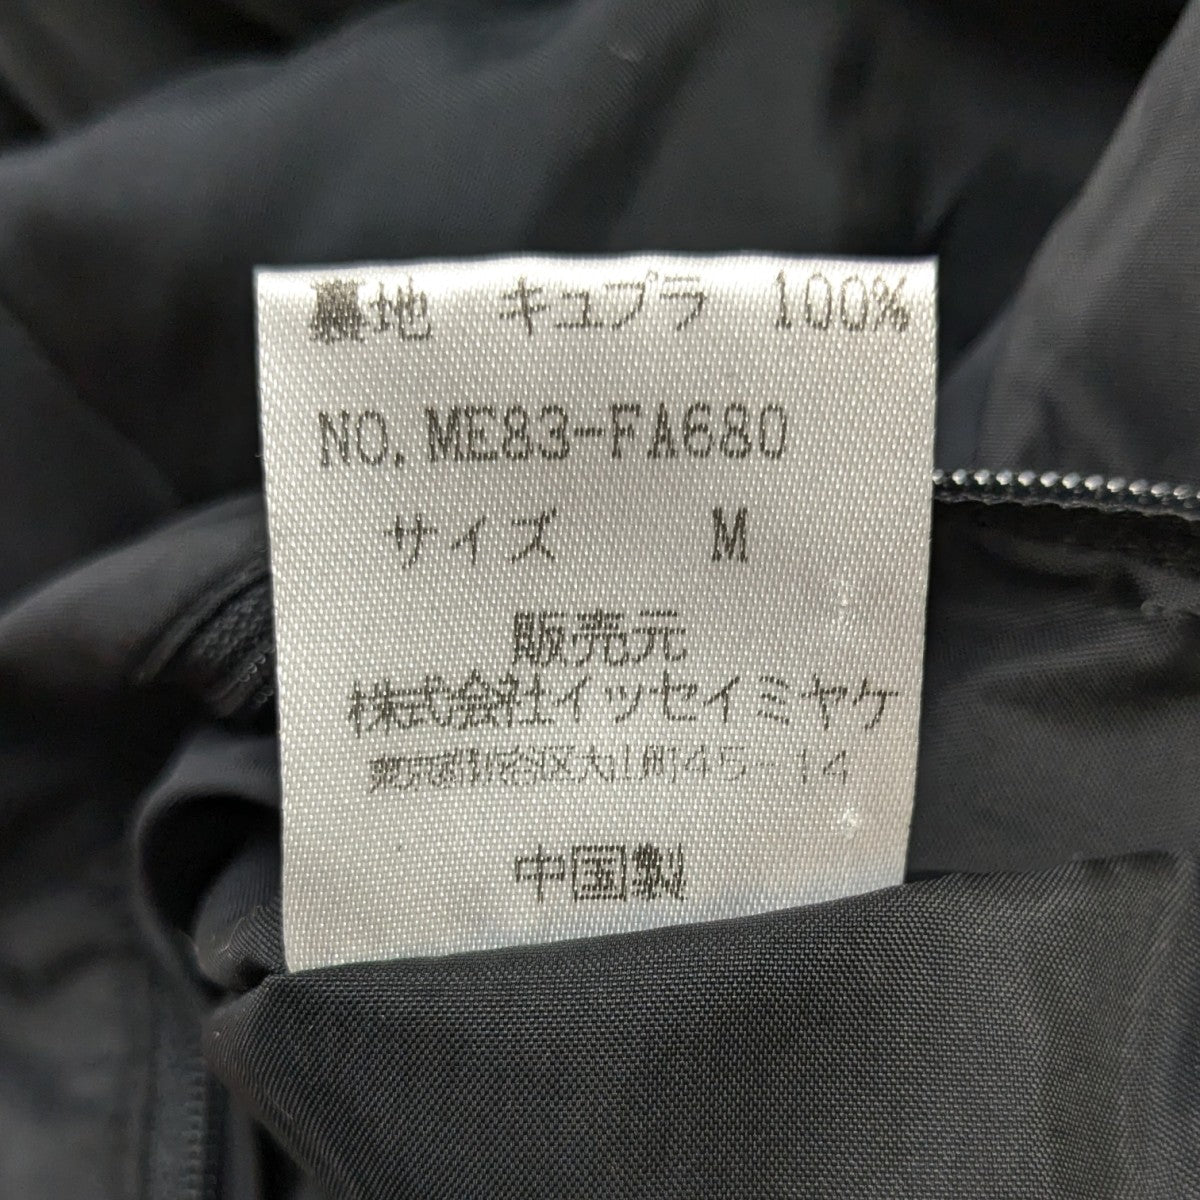 裏地 キュプラ 100%
NO.ME83-FA680
サイズ M
販売元
株式会社イッセイミヤケ
東京都渋谷区大山町45-14
中国製